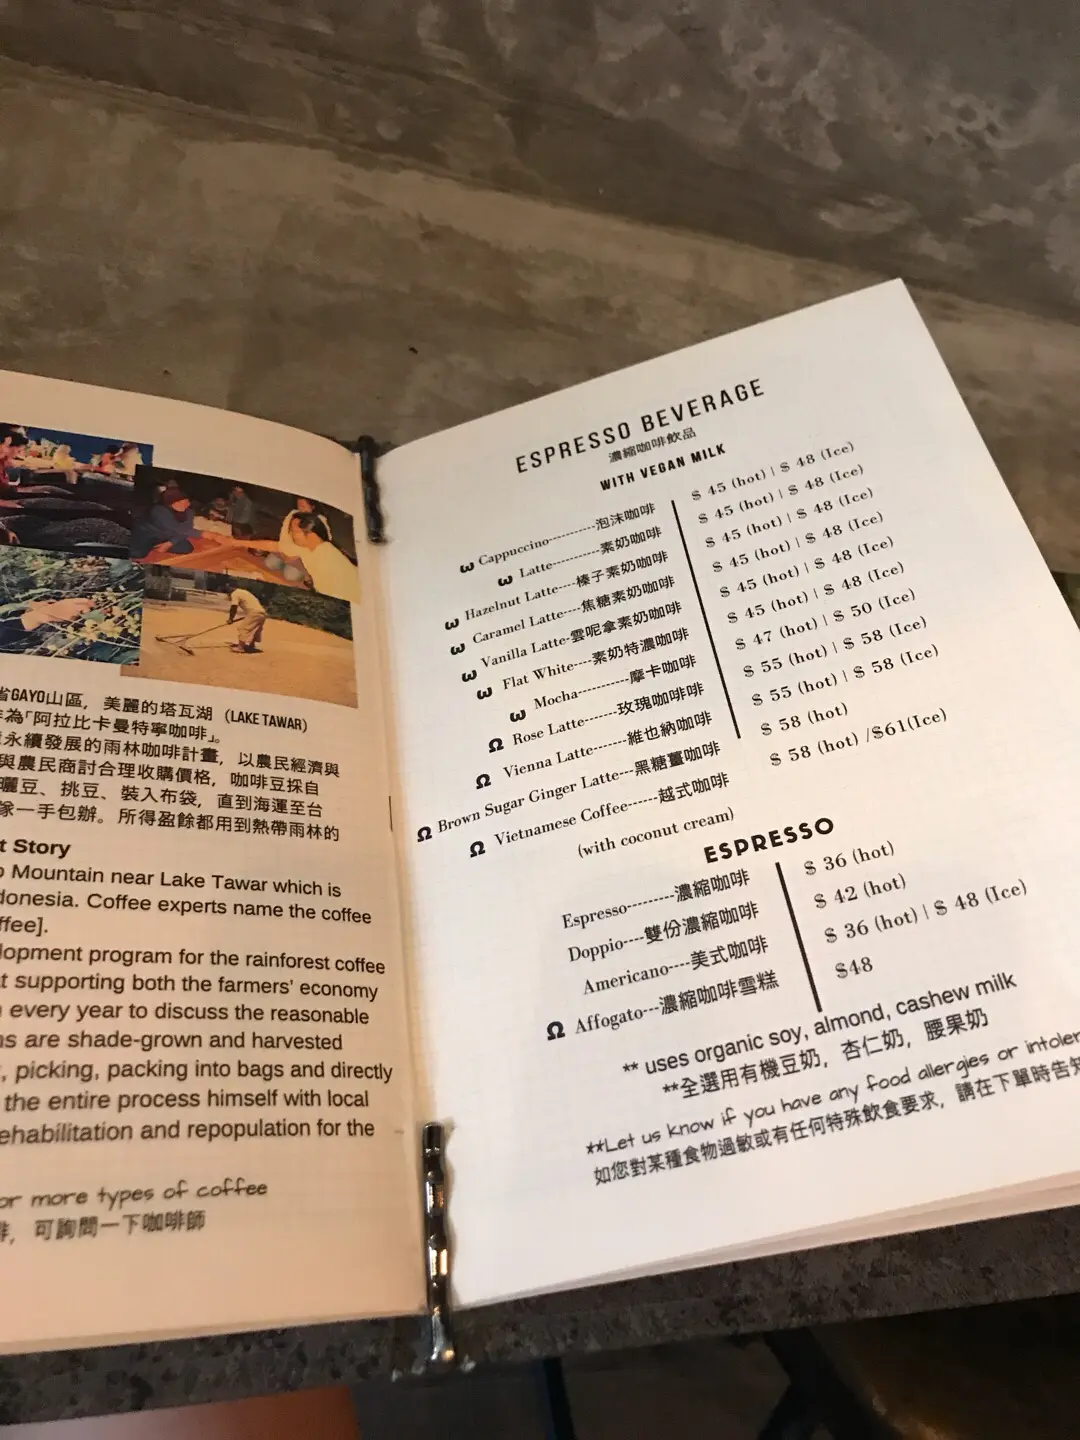 省GAYO山區，美麗的塔瓦湖（LAKE TAWAR）
為「阿拉比卡曼特寧咖啡」。
永續發展的雨林咖啡計畫，以農民經濟與
與農民商討合理收購價格，咖啡豆採自
曬豆、挑豆、裝入布袋，直到海運至台
一手包辦。所得盈餘都用到熱帶雨林的
t Story
Mountain near Lake Tawar which is
donesia. Coffee experts name the coffee
ffee].
lopment program for the rainforest coffee
t supporting both the farmers' economy
every year to discuss the reasonable
ns are shade-grown and harvested
, picking, packing into bags and directly
the entire process himself with local
ehabilitation and repopulation for the
or more types of coffee
啡，可詢問一下咖啡師
ESPRESSO BEVERAGE
濃縮咖啡飲品
WITH VEGAN MILK
ω Cappuccino----------泡沫咖啡 $ 45 (hot) | $ 48 (Ice)
ω Latte----------素奶咖啡 $ 45 (hot) | $ 48 (Ice)
ω Hazelnut Latte----榛子素奶咖啡 $ 45 (hot) | $ 48 (Ice)
ω Caramel Latte----焦糖素奶咖啡 $ 45 (hot) | $ 48 (Ice)
ω Vanilla Latte-雲呢拿素奶咖啡 $ 45 (hot) | $ 48 (Ice)
ω Flat White----素奶特濃咖啡 $ 45 (hot) | $ 48 (Ice)
ω Mocha-----------摩卡咖啡 $ 47 (hot) | $ 50 (Ice)
Ω Rose Latte-------玫瑰咖啡啡 $ 55 (hot) | $ 58 (Ice)
Ω Vienna Latte-------維也納咖啡 $ 55 (hot) | $ 58 (Ice)
Ω Brown Sugar Ginger Latte---黑糖薑咖啡 $ 58 (hot)
Ω Vietnamese Coffee------越式咖啡 $ 58 (hot) /$61(Ice)
(with coconut cream)
ESPRESSO
Espresso---------濃縮咖啡 $ 36 (hot)
Doppio----雙份濃縮咖啡 $ 42 (hot)
Americano----美式咖啡 $ 36 (hot) | $ 48 (Ice)
Ω Affogato---濃縮咖啡雪糕 $48
** uses organic soy, almond, cashew milk
**全選用有機豆奶，杏仁奶，腰果奶
**Let us know if you have any food allergies or intoler
如您對某種食物過敏或有任何特殊飲食要求，請在下單時告知